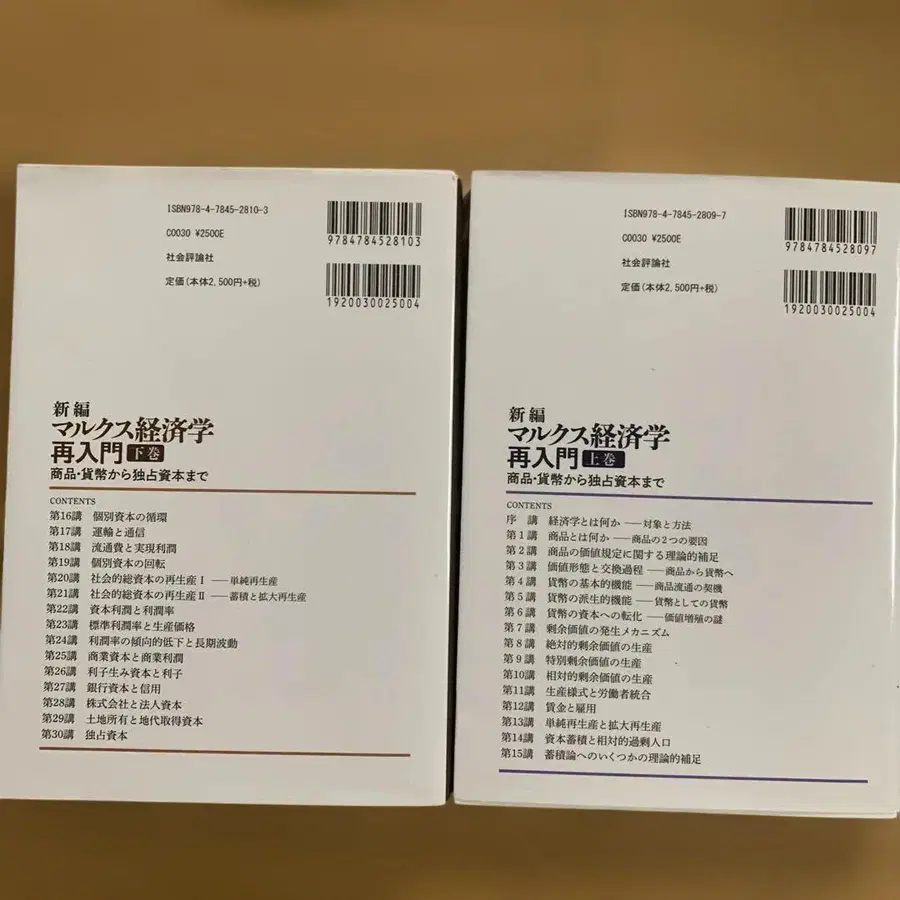 ISBN978-4-7845-2810-3
C0030 ¥2500E
社会評論社
定価(本体2,500円+税)
9784784528103
1920030025004
新編
マルクス経済学
再入門 下巻
商品・貨幣から独占資本まで
CONTENTS
第16講 個別資本の循環
第17講 運輸と通信
第18講 流通費と実現利潤
第19講 個別資本の回転
第20講 社会的総資本の再生産Ⅰ ——単純再生産
第21講 社会的総資本の再生産Ⅱ ——蓄積と拡大再生産
第22講 資本利潤と利潤率
第23講 標準利潤率と生産価格
第24講 利潤率の傾向的低下と長期波動
第25講 商業資本と商業利潤
第26講 利子生み資本と利子
第27講 銀行資本と信用
第28講 株式会社と法人資本
第29講 土地所有と地代取得資本
第30講 独占資本
ISBN978-4-7845-2809-7
C0030 ¥2500E
社会評論社
定価(本体2,500円+税)
9784784528097
1920030025004
新編
マルクス経済学
再入門 上巻
商品・貨幣から独占資本まで
CONTENTS
序 講 経済学とは何か ——対象と方法
第1講 商品とは何か ——商品の2つの要因
第2講 商品の価値規定に関する理論的補足
第3講 価値形態と交換過程 ——商品から貨幣へ
第4講 貨幣の基本的機能 ——商品流通の契機
第5講 貨幣の派生的機能 ——貨幣としての貨幣
第6講 貨幣の資本への転化 ——価値増殖の謎
第7講 剰余価値の発生メカニズム
第8講 絶対的剰余価値の生産
第9講 特別剰余価値の生産
第10講 相対的剰余価値の生産
第11講 生産様式と労働者統合
第12講 賃金と雇用
第13講 単純再生産と拡大再生産
第14講 資本蓄積と相対的過剰人口
第15講 蓄積論へのいくつかの理論的補足